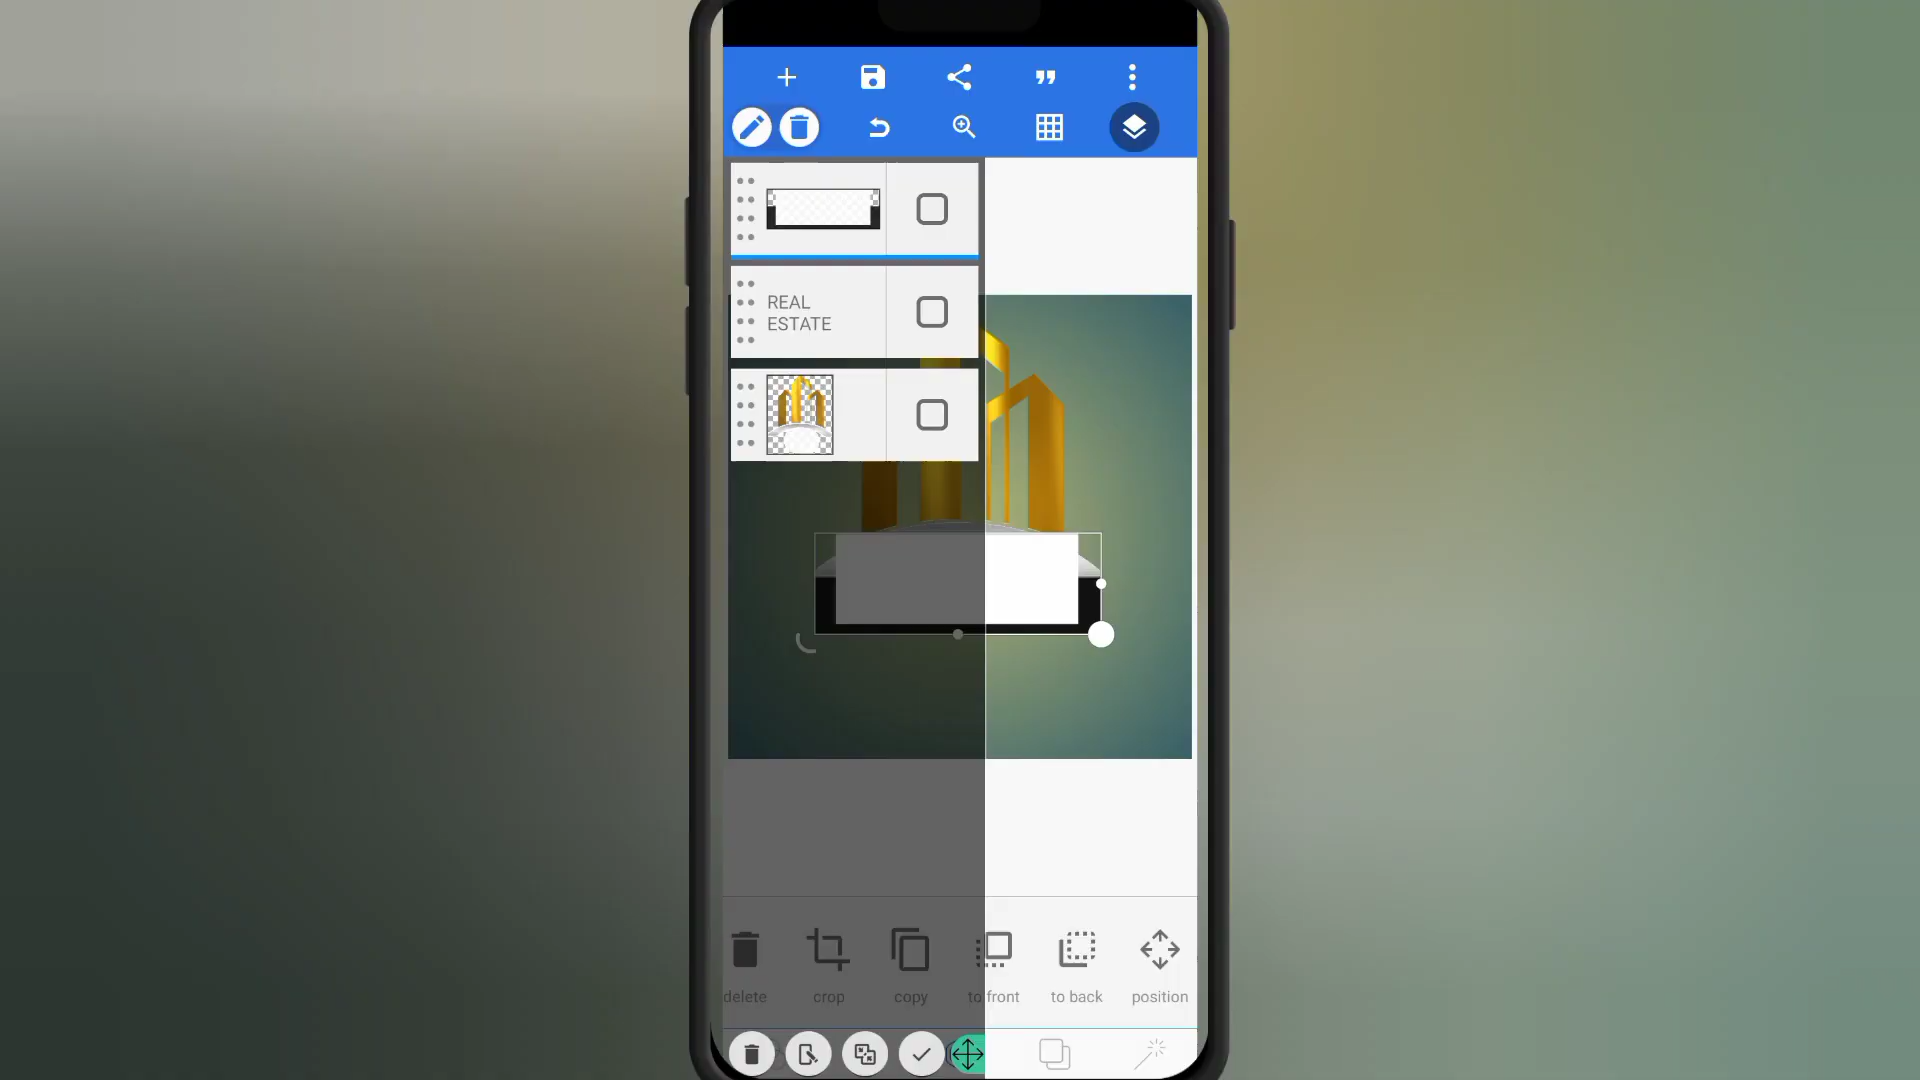 REAL
ESTATE
delete
crop
copy
to front
to back
position